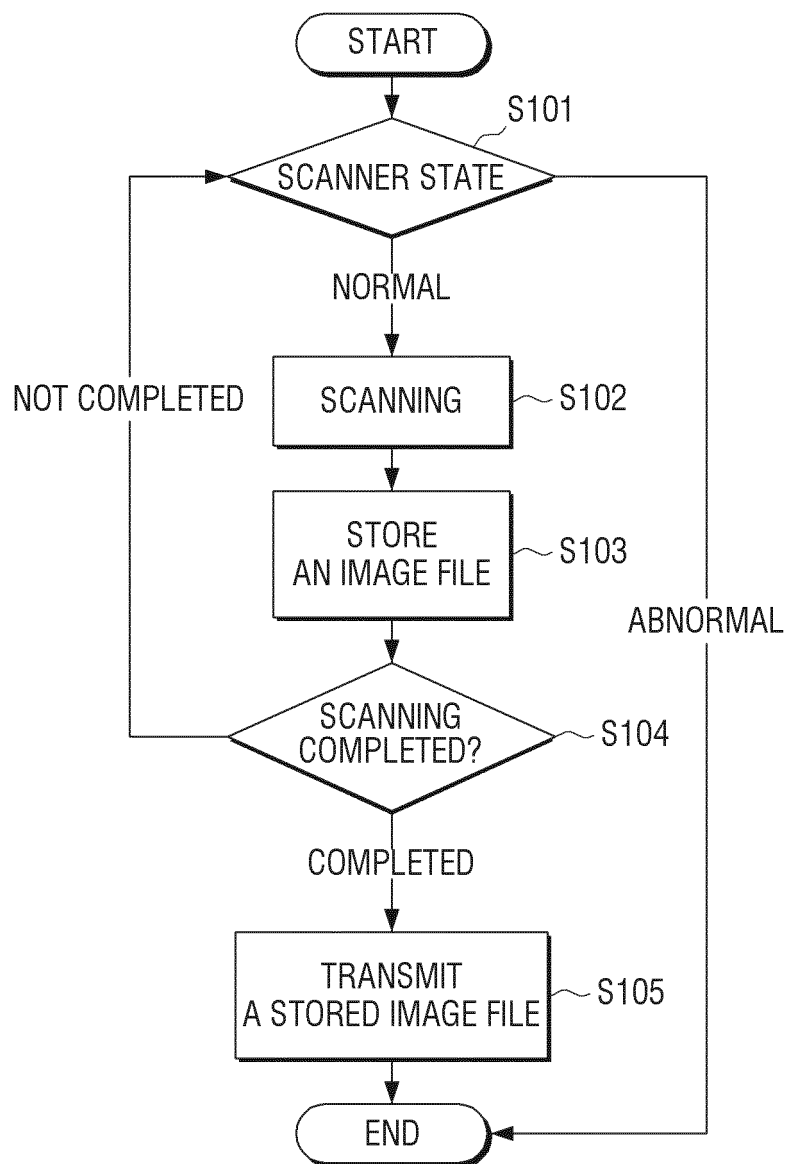 START
S101
SCANNER STATE
NORMAL
NOT COMPLETED
SCANNING
S102
STORE
AN IMAGE FILE
S103
ABNORMAL
SCANNING
COMPLETED?
S104
COMPLETED
TRANSMIT
A STORED IMAGE FILE
S105
END